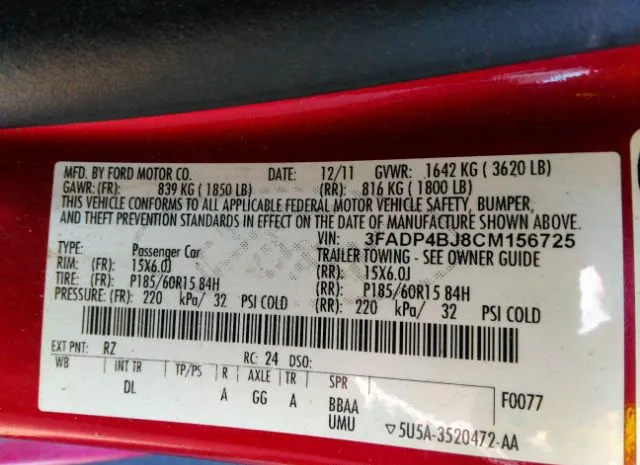 MFD. BY FORD MOTOR CO. DATE: 12/11 GVWR: 1642 KG ( 3620 LB)
GAWR: (FR): 839 KG ( 1850 LB) (RR): 816 KG ( 1800 LB)
THIS VEHICLE CONFORMS TO ALL APPLICABLE FEDERAL MOTOR VEHICLE SAFETY, BUMPER,
AND THEFT PREVENTION STANDARDS IN EFFECT ON THE DATE OF MANUFACTURE SHOWN ABOVE.
VIN: 3FADP4BJ8CM156725
TYPE: Passenger Car TRAILER TOWING - SEE OWNER GUIDE
RIM: (FR): 15X6.0J (RR): 15X6.0J
TIRE: (FR): P185/60R15 84H (RR): P185/60R15 84H
PRESSURE: (FR): 220 kPa/ 32 PSI COLD (RR): 220 kPa/ 32 PSI COLD
EXT PNT: RZ RC: 24 DSO:
WB INT TR TP/PS R AXLE TR SPR
DL A GG A BBAA F0077
UMU ▽5U5A-3520472-AA